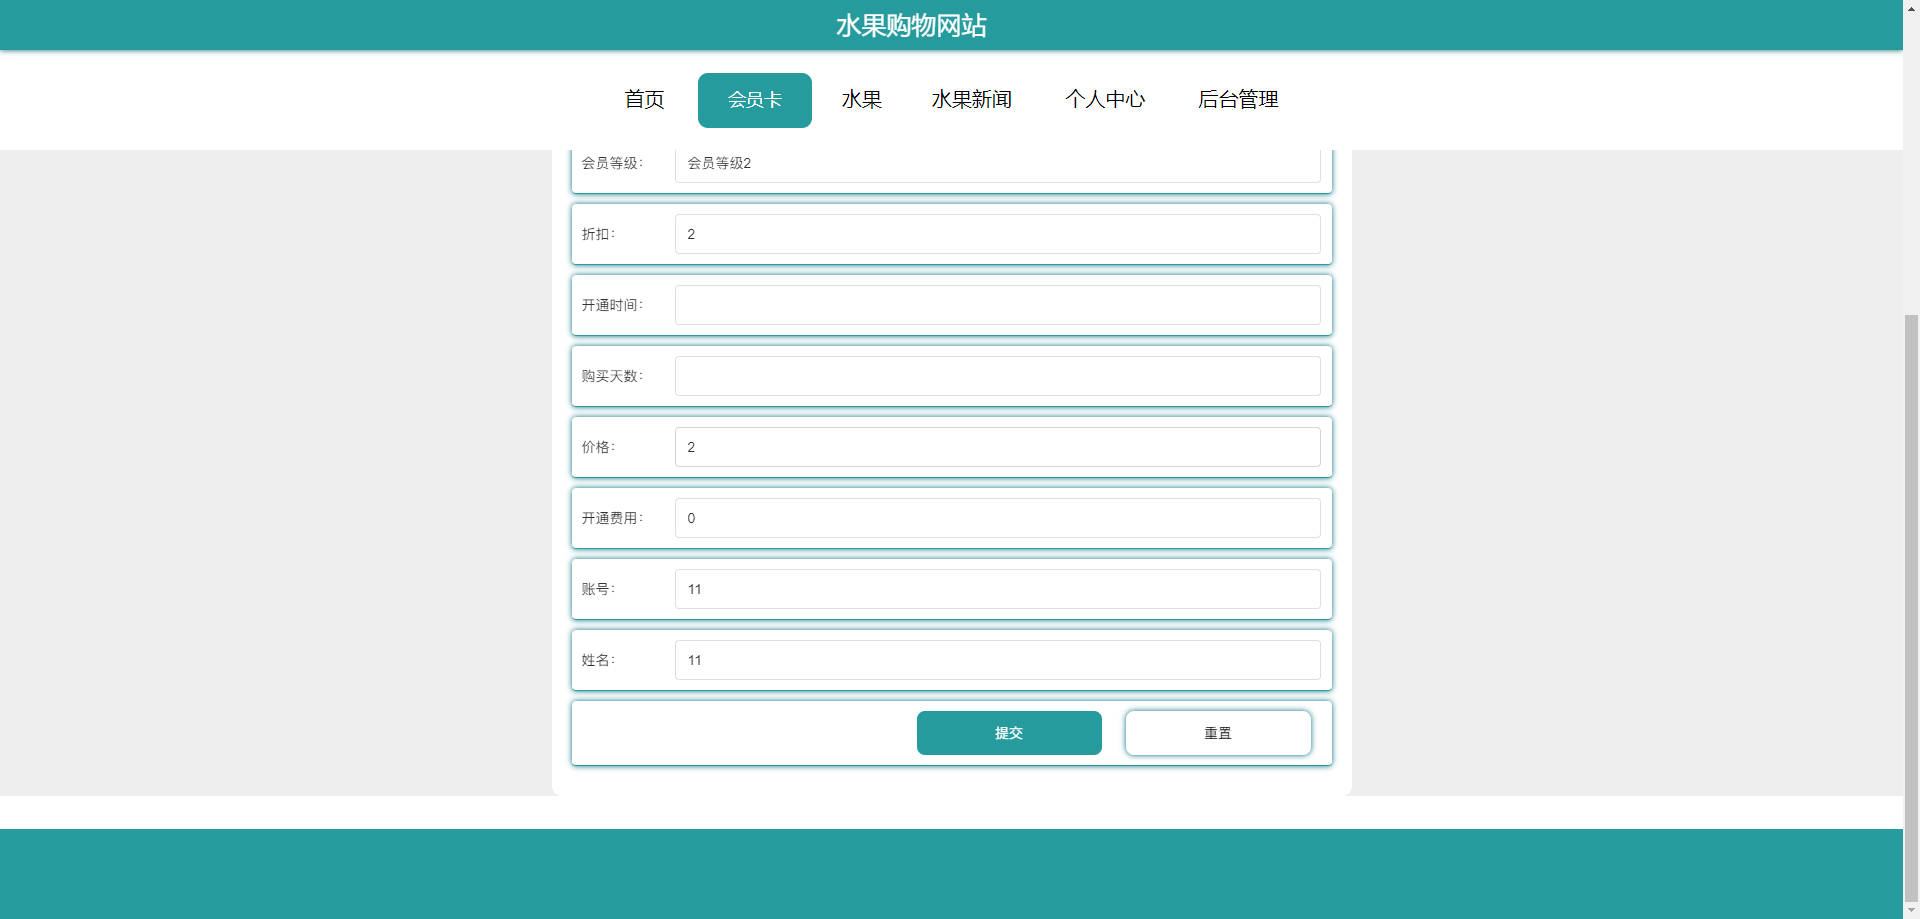 水果购物网站
首页 会员卡 水果 水果新闻 个人中心 后台管理
会员等级： 会员等级2
折扣： 2
开通时间：
购买天数：
价格： 2
开通费用： 0
账号： 11
姓名： 11
提交 重置